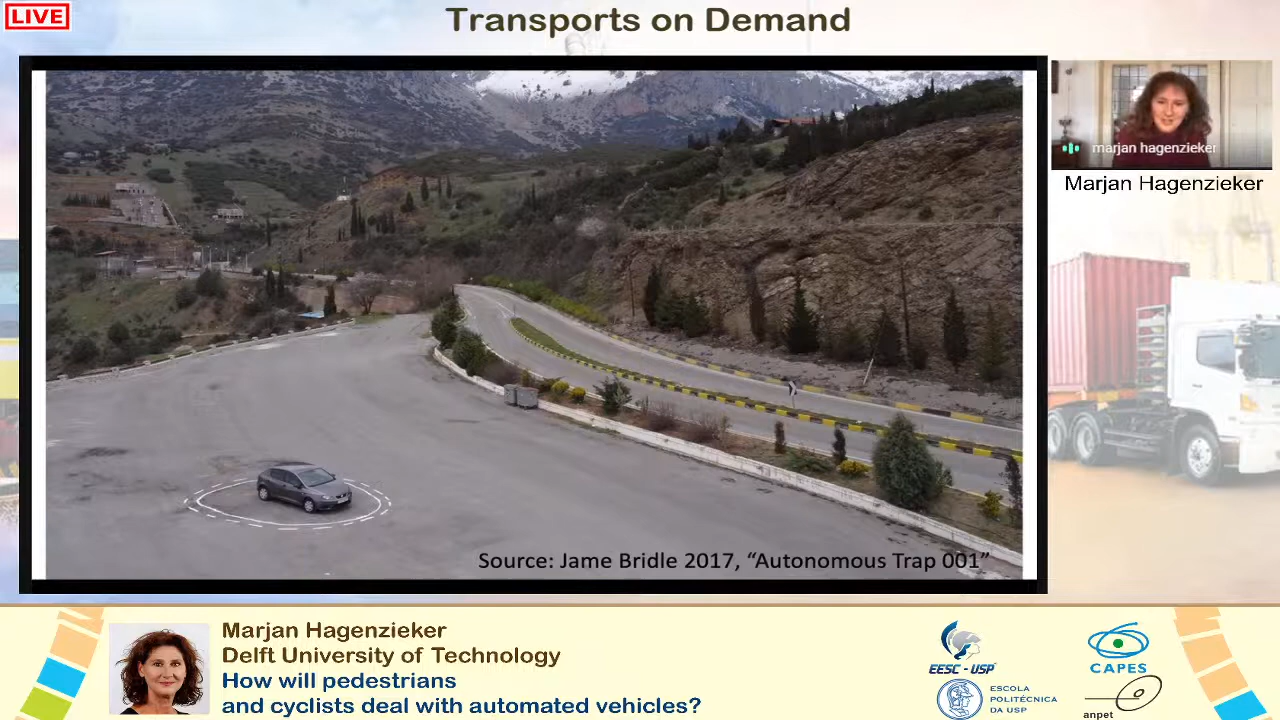 LIVE
Transports on Demand
marjan hagenzieker
Marjan Hagenzieker
Source: Jame Bridle 2017, “Autonomous Trap 001”
Marjan Hagenzieker
Delft University of Technology
How will pedestrians
and cyclists deal with automated vehicles?
EESC - USP
CAPES
ESCOLA
POLITÉCNICA
DA USP
anpet